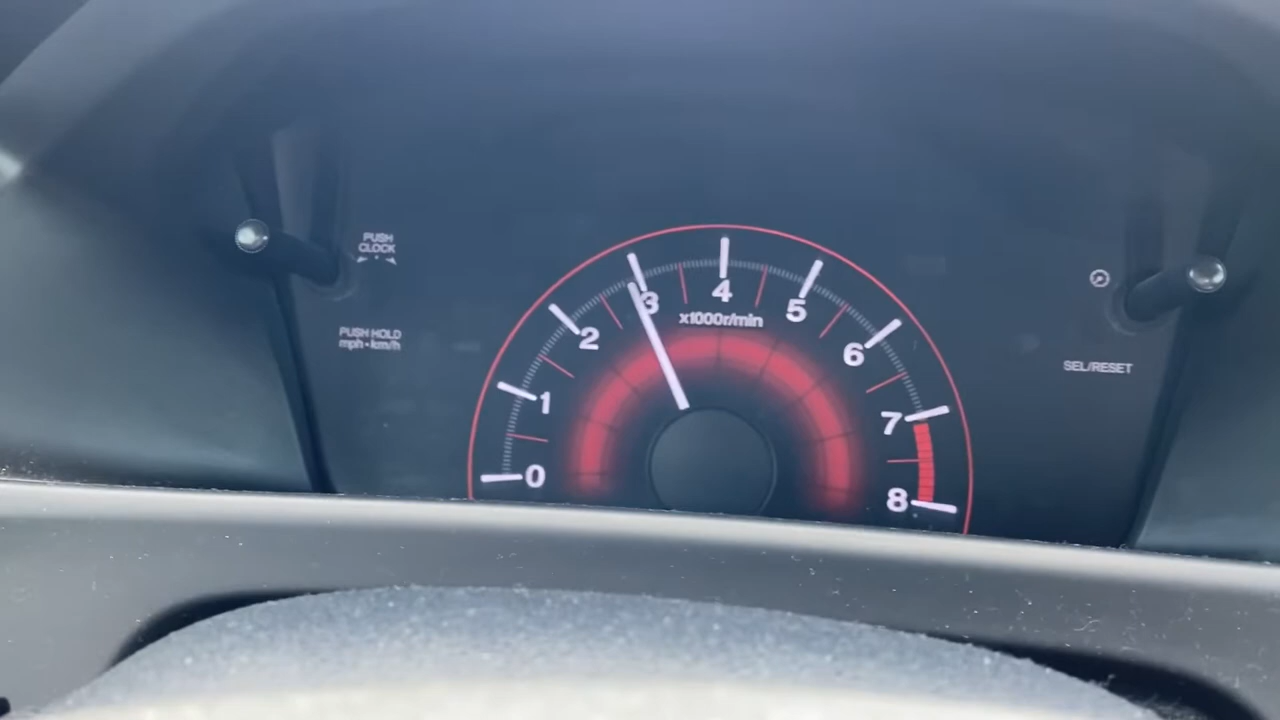 PUSH
CLOCK
PUSH HOLD
mph•km/h
0
1
2
3
4
5
6
7
8
x1000r/min
SEL/RESET